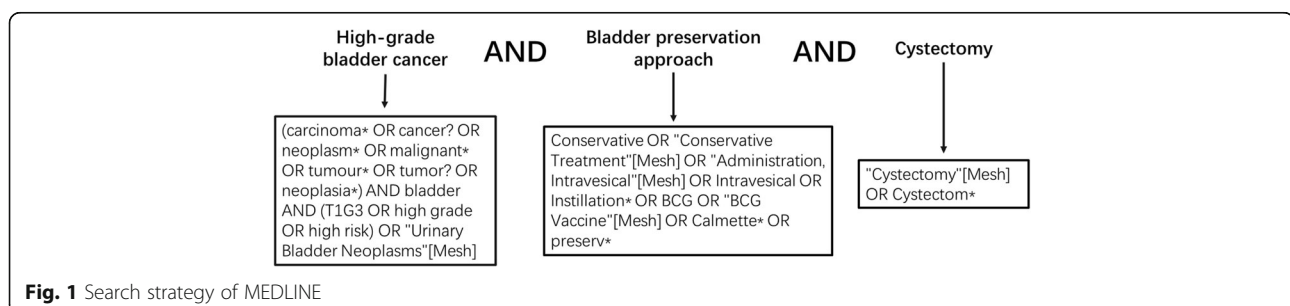 High-grade
bladder cancer
AND
Bladder preservation
approach
AND
Cystectomy
(carcinoma* OR cancer? OR
neoplasm* OR malignant*
OR tumour* OR tumor? OR
neoplasia*) AND bladder
AND (T1G3 OR high grade
OR high risk) OR "Urinary
Bladder Neoplasms"[Mesh]
Conservative OR "Conservative
Treatment"[Mesh] OR "Administration,
Intravesical"[Mesh] OR Intravesical OR
Instillation* OR BCG OR "BCG
Vaccine"[Mesh] OR Calmette* OR
preserv*
"Cystectomy"[Mesh]
OR Cystectom*
Fig. 1 Search strategy of MEDLINE